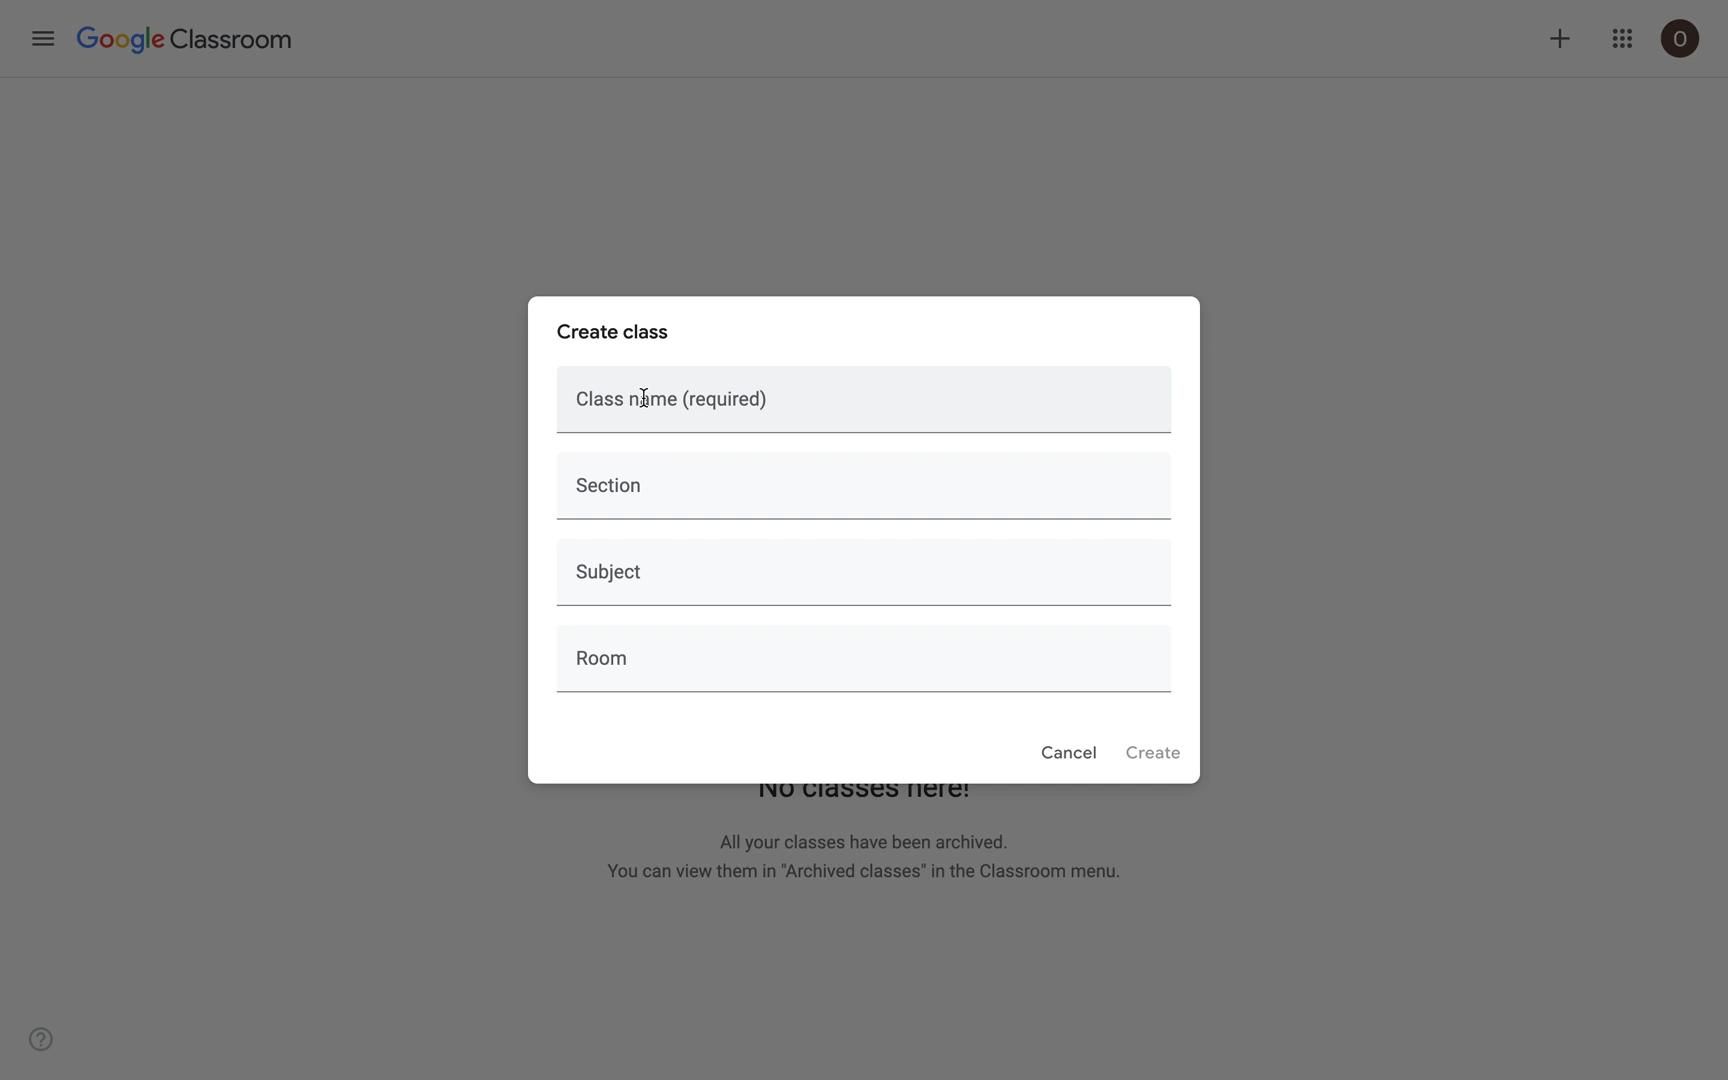 Google Classroom
O
Create class
Class name (required)
Section
Subject
Room
Cancel Create
No classes here!
All your classes have been archived.
You can view them in "Archived classes" in the Classroom menu.
?